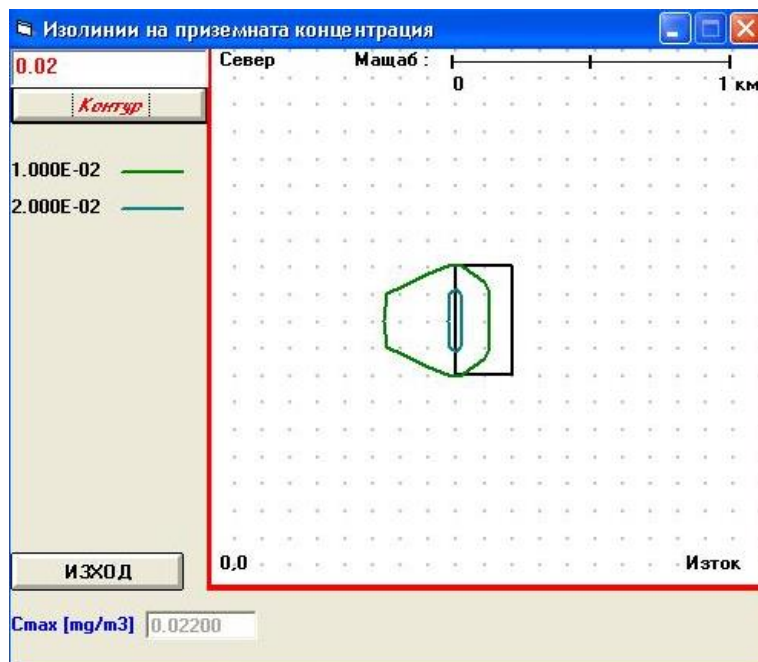 Изолинии на приземната концентрация
0.02
Контур
1.000E-02
2.000E-02
Север
Мащаб :
0
1 км
0,0
Изток
ИЗХОД
Cmax [mg/m3]
0.02200